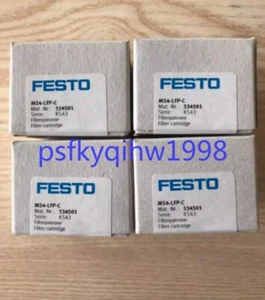 FESTO
MS4-LFP-C
Mat. Nr.: 534501
Serie: K543
Filterpatrone
Filter cartridge
FESTO
MS4-LFP-C
Mat. Nr.: 534501
Serie: K543
Filterpatrone
Filter cartridge
psfkyqihw1998
FESTO
MS4-LFP-C
Mat. Nr.: 534501
Serie: K543
Filterpatrone
Filter cartridge
FESTO
MS4-LFP-C
Mat. Nr.: 534501
Serie: K543
Filterpatrone
Filter cartridge